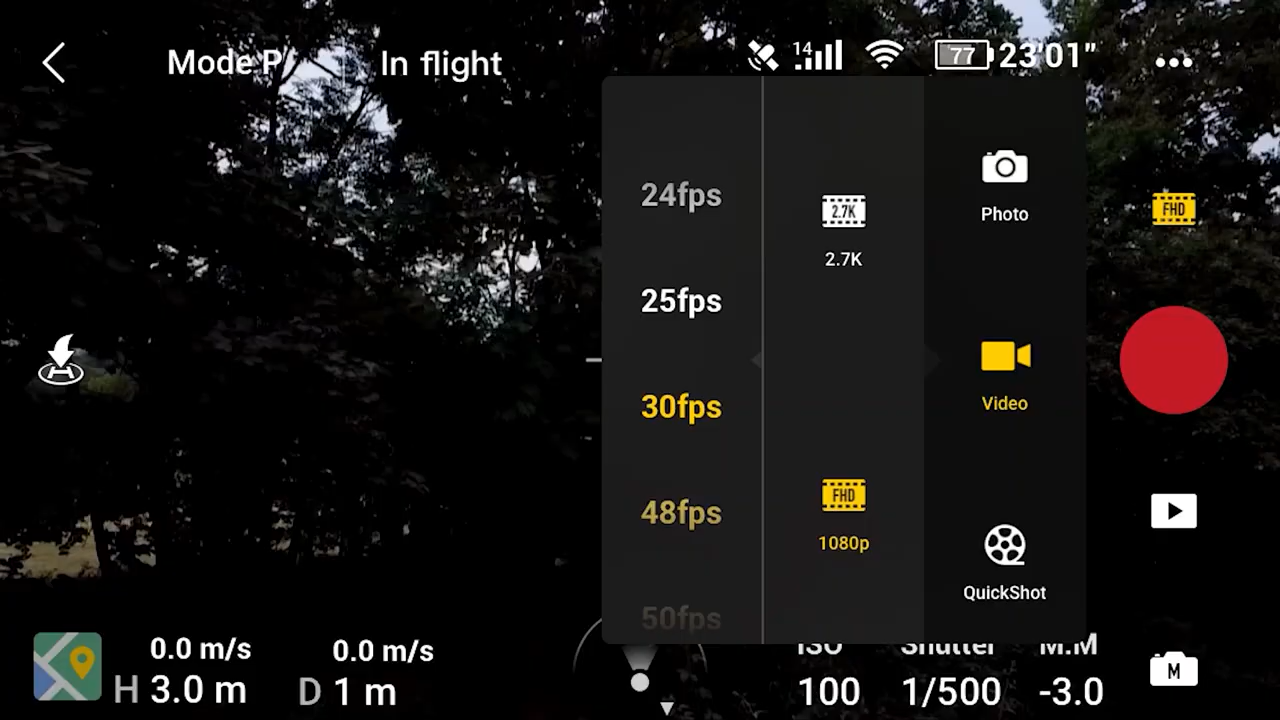 Mode P
In flight
14
77
23'01"
24fps
25fps
30fps
48fps
50fps
2.7K
2.7K
FHD
1080p
Photo
Video
QuickShot
FHD
0.0 m/s
0.0 m/s
H 3.0 m
D 1 m
ISO
Shutter
M.M
100
1/500
-3.0
M